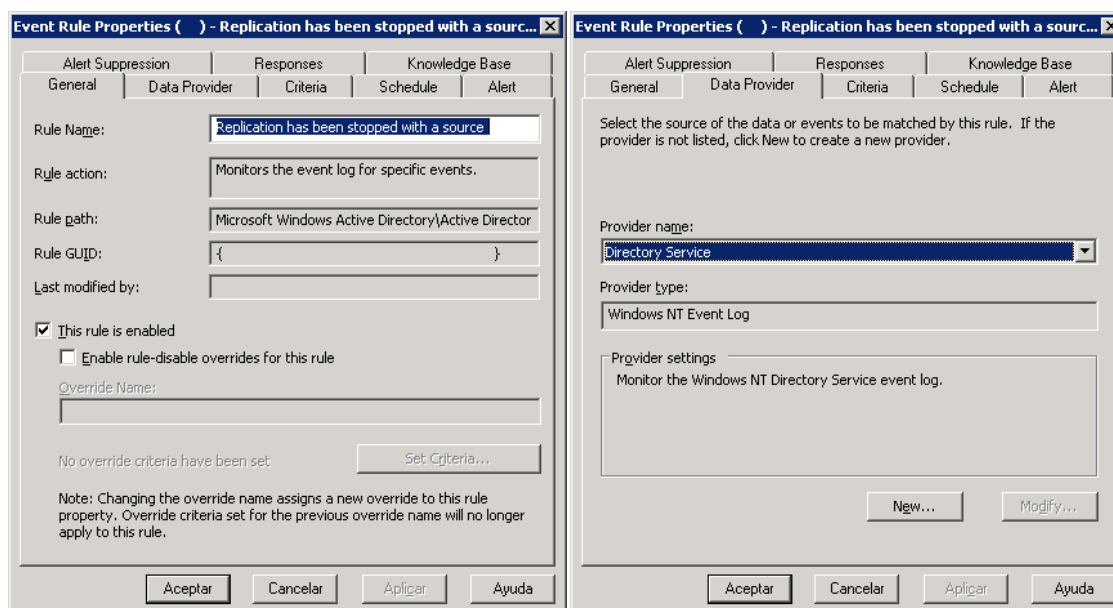 Event Rule Properties (    ) - Replication has been stopped with a sourc...
Alert Suppression Responses Knowledge Base
General Data Provider Criteria Schedule Alert
Rule Name: Replication has been stopped with a source
Rule action: Monitors the event log for specific events.
Rule path: Microsoft Windows Active Directory\Active Director
Rule GUID: { }
Last modified by:
This rule is enabled
Enable rule-disable overrides for this rule
Override Name:
No override criteria have been set Set Criteria...
Note: Changing the override name assigns a new override to this rule
property. Override criteria set for the previous override name will no longer
apply to this rule.
Aceptar Cancelar Aplicar Ayuda
Event Rule Properties (    ) - Replication has been stopped with a sourc...
Alert Suppression Responses Knowledge Base
General Data Provider Criteria Schedule Alert
Select the source of the data or events to be matched by this rule. If the
provider is not listed, click New to create a new provider.
Provider name:
Directory Service
Provider type:
Windows NT Event Log
Provider settings
Monitor the Windows NT Directory Service event log.
New... Modify...
Aceptar Cancelar Aplicar Ayuda